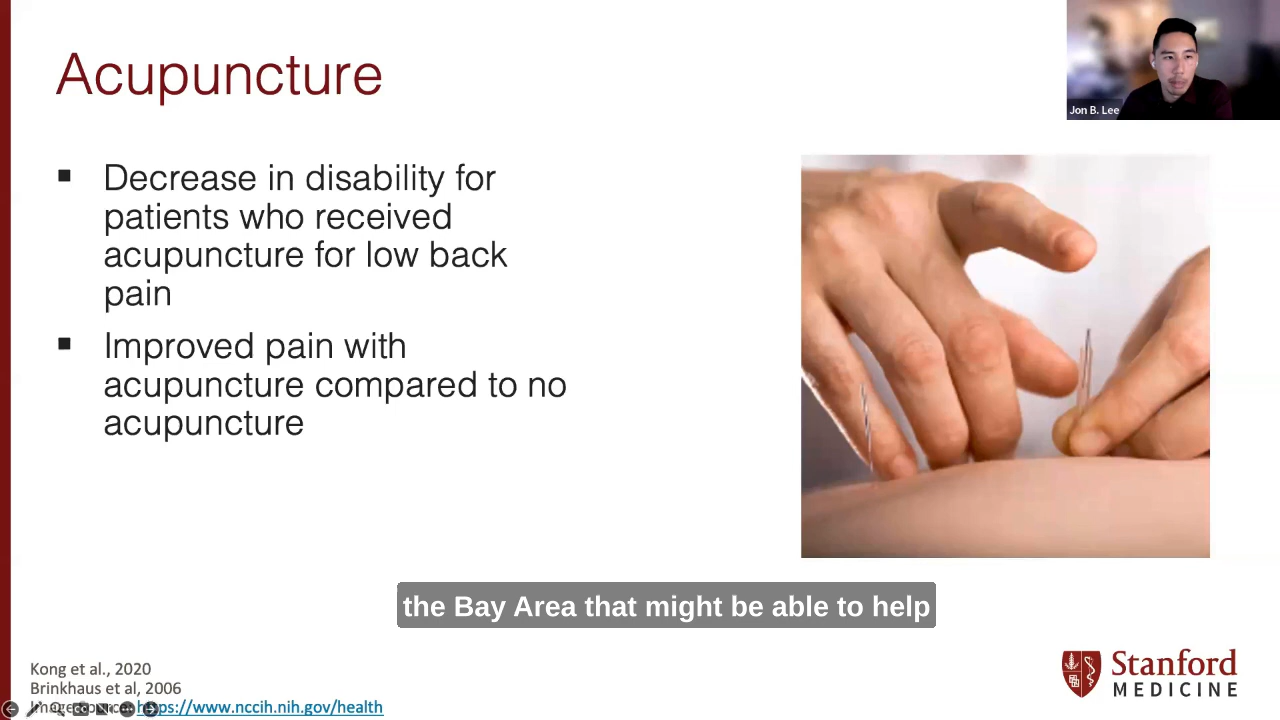 Acupuncture
Jon B. Lee
▪ Decrease in disability for
patients who received
acupuncture for low back
pain
▪ Improved pain with
acupuncture compared to no
acupuncture
the Bay Area that might be able to help
Kong et al., 2020
Brinkhaus et al, 2006
https://www.nccih.nih.gov/health
Stanford
MEDICINE